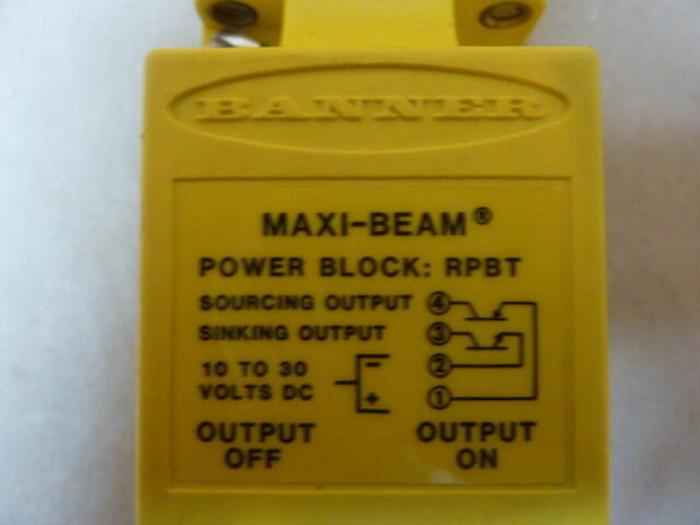 BANNER
MAXI-BEAM®
POWER BLOCK: RPBT
SOURCING OUTPUT ④
SINKING OUTPUT ③
10 TO 30 - ②
VOLTS DC + ①
OUTPUT OFF
OUTPUT ON